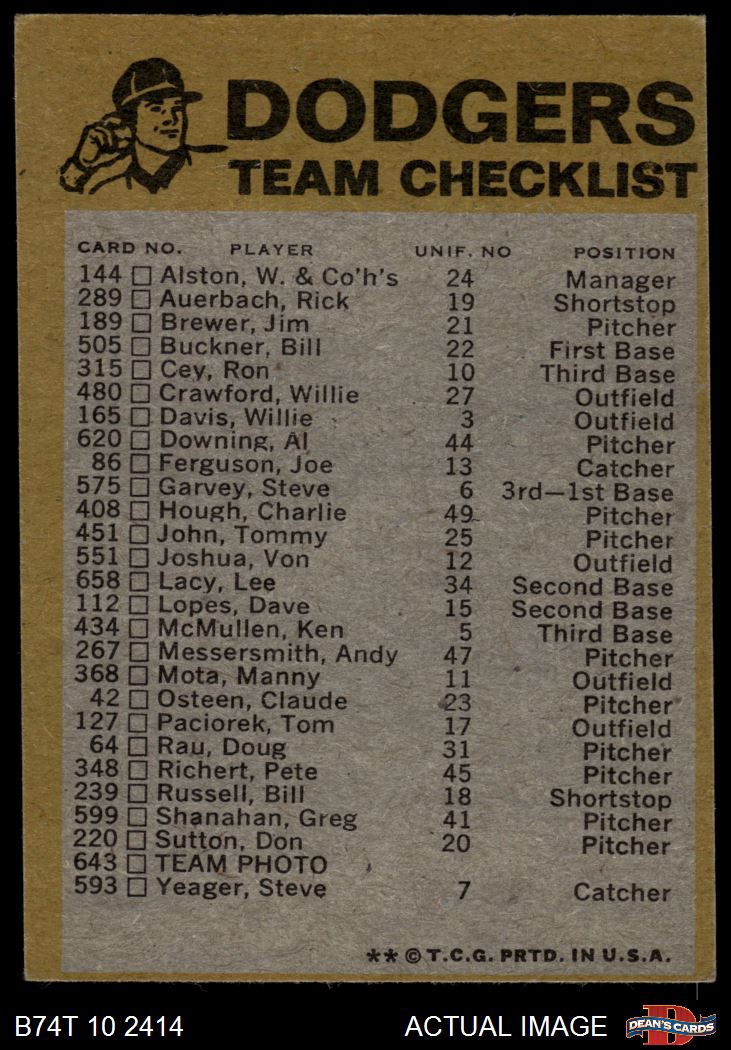 DODGERS
TEAM CHECKLIST
CARD NO. PLAYER UNIF. NO POSITION
144 Alston, W. & Co'h's 24 Manager
289 Auerbach, Rick 19 Shortstop
189 Brewer, Jim 21 Pitcher
505 Buckner, Bill 22 First Base
315 Cey, Ron 10 Third Base
480 Crawford, Willie 27 Outfield
165 Davis, Willie 3 Outfield
620 Downing, Al 44 Pitcher
86 Ferguson, Joe 13 Catcher
575 Garvey, Steve 6 3rd—1st Base
408 Hough, Charlie 49 Pitcher
451 John, Tommy 25 Pitcher
551 Joshua, Von 12 Outfield
658 Lacy, Lee 34 Second Base
112 Lopes, Dave 15 Second Base
434 McMullen, Ken 5 Third Base
267 Messersmith, Andy 47 Pitcher
368 Mota, Manny 11 Outfield
42 Osteen, Claude 23 Pitcher
127 Paciorek, Tom 17 Outfield
64 Rau, Doug 31 Pitcher
348 Richert, Pete 45 Pitcher
239 Russell, Bill 18 Shortstop
599 Shanahan, Greg 41 Pitcher
220 Sutton, Don 20 Pitcher
643 TEAM PHOTO
593 Yeager, Steve 7 Catcher
** © T.C.G. PRTD. IN U.S.A.
B74T 10 2414 ACTUAL IMAGE D DEAN'S CARDS